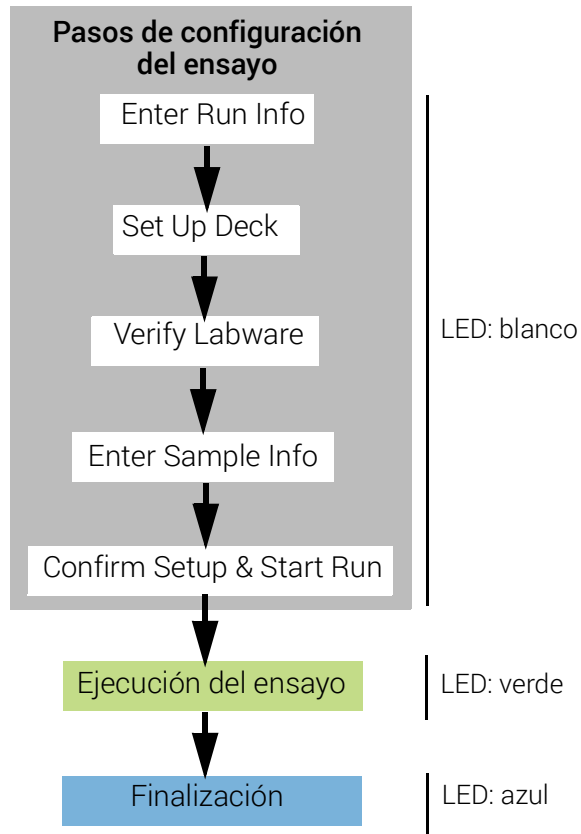 Pasos de configuración
del ensayo
Enter Run Info
Set Up Deck
Verify Labware
LED: blanco
Enter Sample Info
Confirm Setup & Start Run
Ejecución del ensayo
LED: verde
Finalización
LED: azul